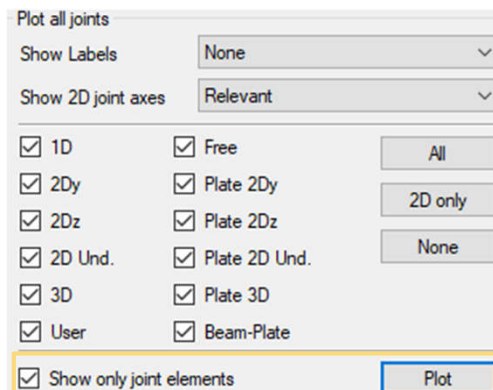 Plot all joints
Show Labels None
Show 2D joint axes Relevant
1D Free All
2Dy Plate 2Dy
2D only
2Dz Plate 2Dz
None
2D Und. Plate 2D Und.
3D Plate 3D
User Beam-Plate
Show only joint elements Plot